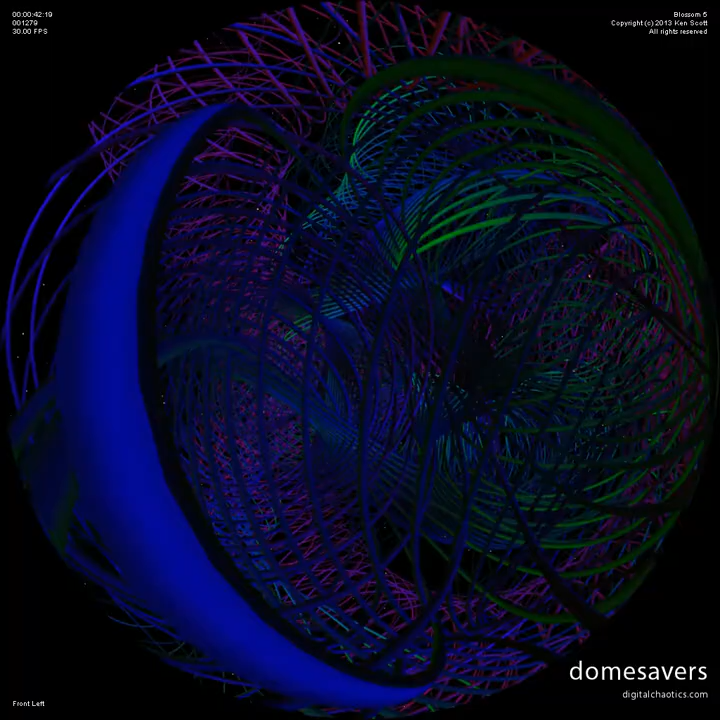 00:00:42:19
001279
30.00 FPS
Blossom 5
Copyright (c) 2013 Ken Scott
All rights reserved
domesavers
digitalchaotics.com
Front Left